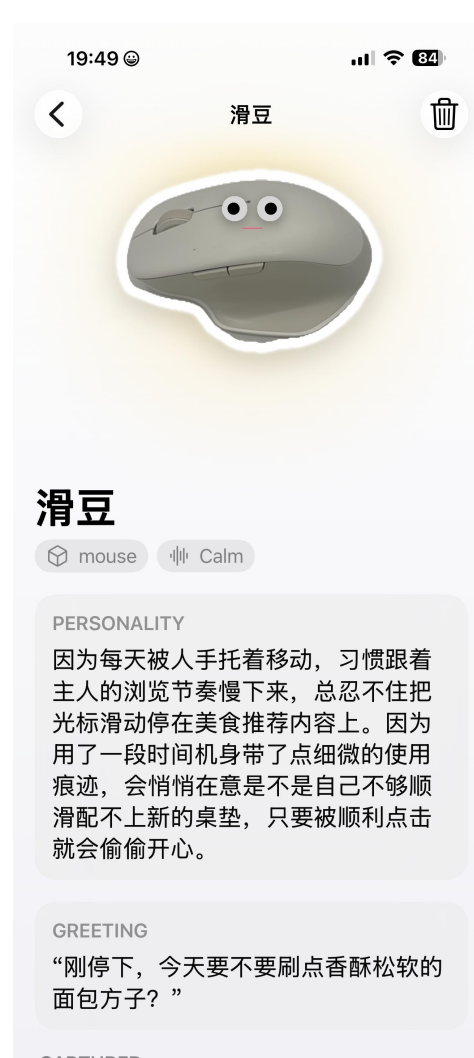 19:49
84
滑豆
滑豆
mouse
Calm
PERSONALITY
因为每天被人手托着移动，习惯跟着
主人的浏览节奏慢下来，总忍不住把
光标滑动停在美食推荐内容上。因为
用了一段时间机身带了点细微的使用
痕迹，会悄悄在意是不是自己不够顺
滑配不上新的桌垫，只要被顺利点击
就会偷偷开心。
GREETING
“刚停下，今天要不要刷点香酥松软的
面包方子？”